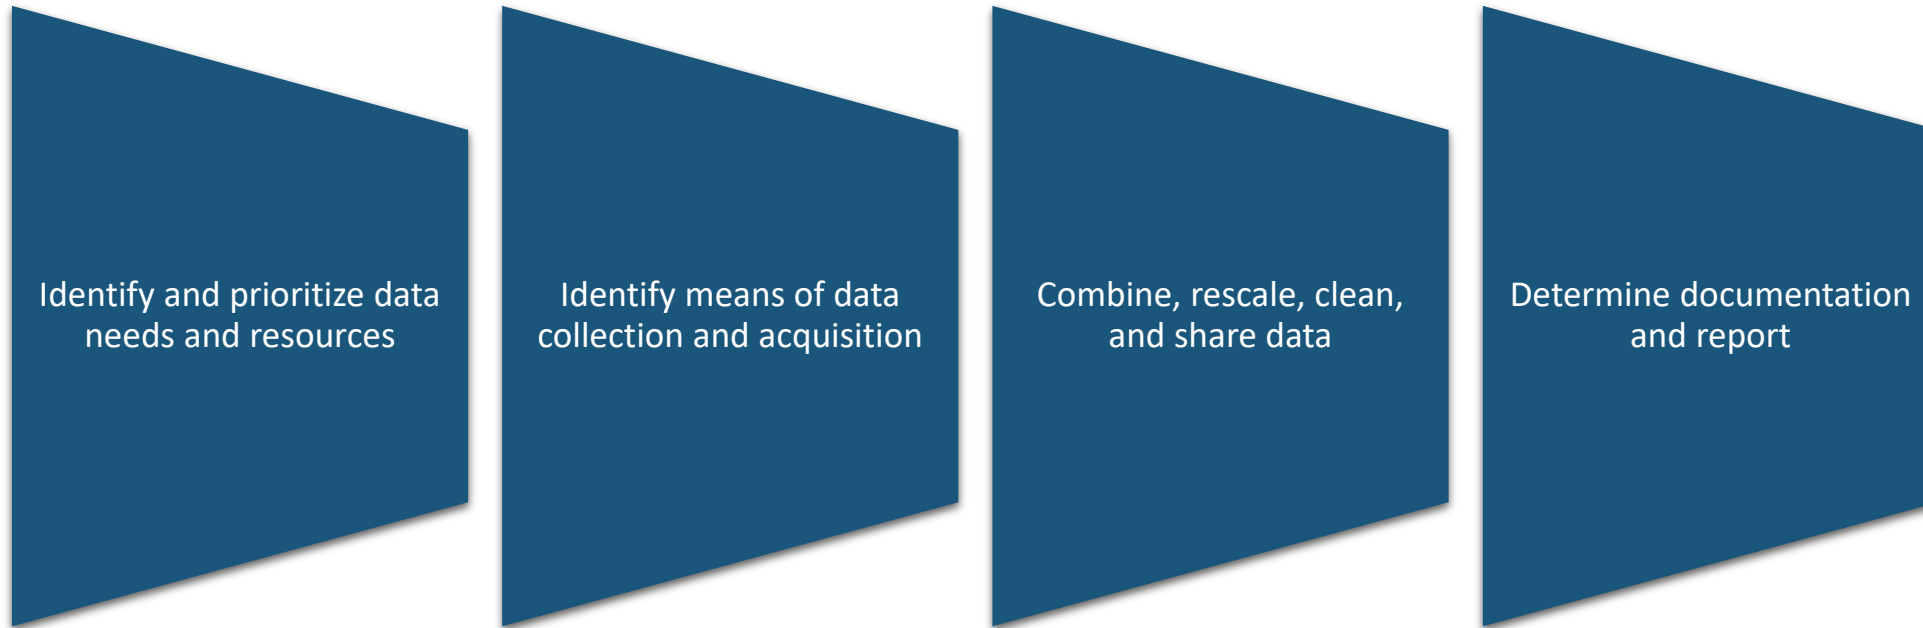 Identify and prioritize data
needs and resources
Identify means of data
collection and acquisition
Combine, rescale, clean,
and share data
Determine documentation
and report